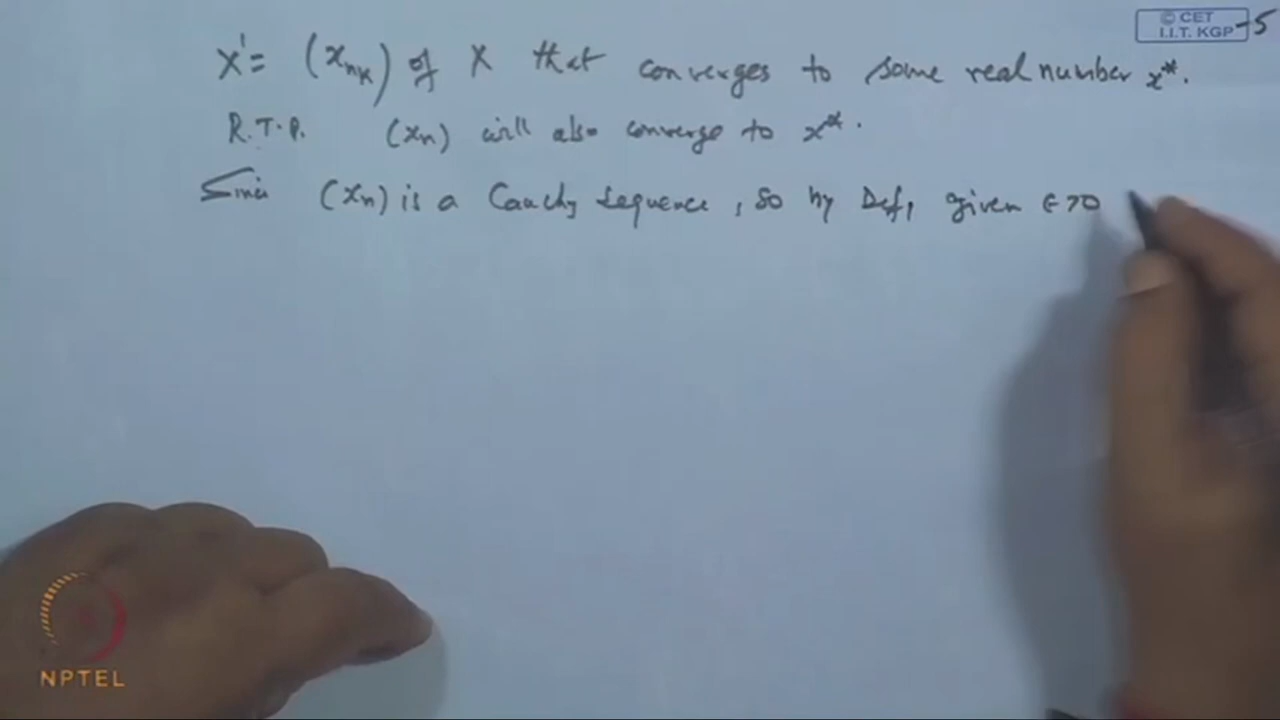 © CET
I.I.T. KGP -5
X' = (x_{n_k}) of X that converges to some real number x*.
R.T.P. (x_n) will also converge to x*.
Since (x_n) is a Cauchy sequence, so by Def, given ε>0
NPTEL